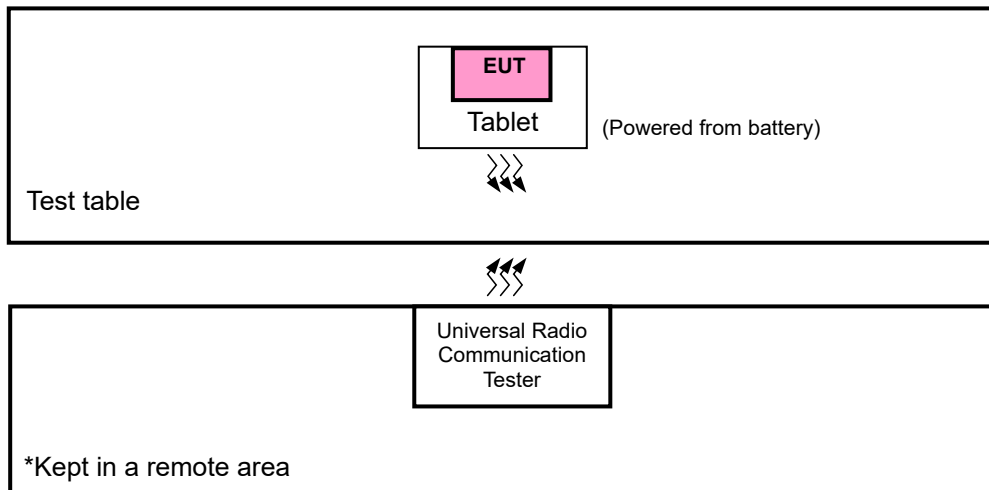 EUT
Tablet
(Powered from battery)
Test table
Universal Radio
Communication
Tester
*Kept in a remote area